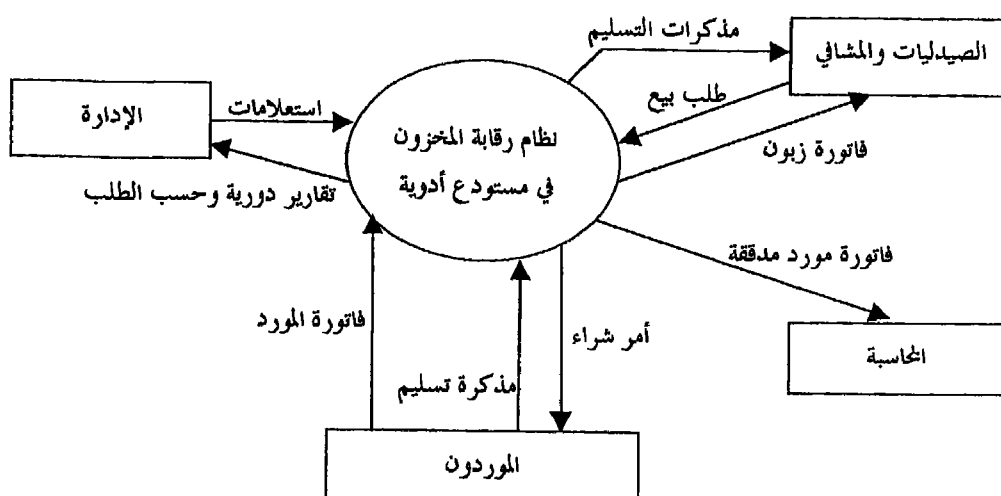 مذكرات التسليم
الصيدليات والمشافي
طلب بيع
استعلامات
الإدارة
نظام رقابة المخزون
في مستودع أدوية
فاتورة زبون
تقارير دورية وحسب الطلب
فاتورة مورد مدققة
فاتورة المورد
أمر شراء
المحاسبة
مذكرة تسليم
الموردون